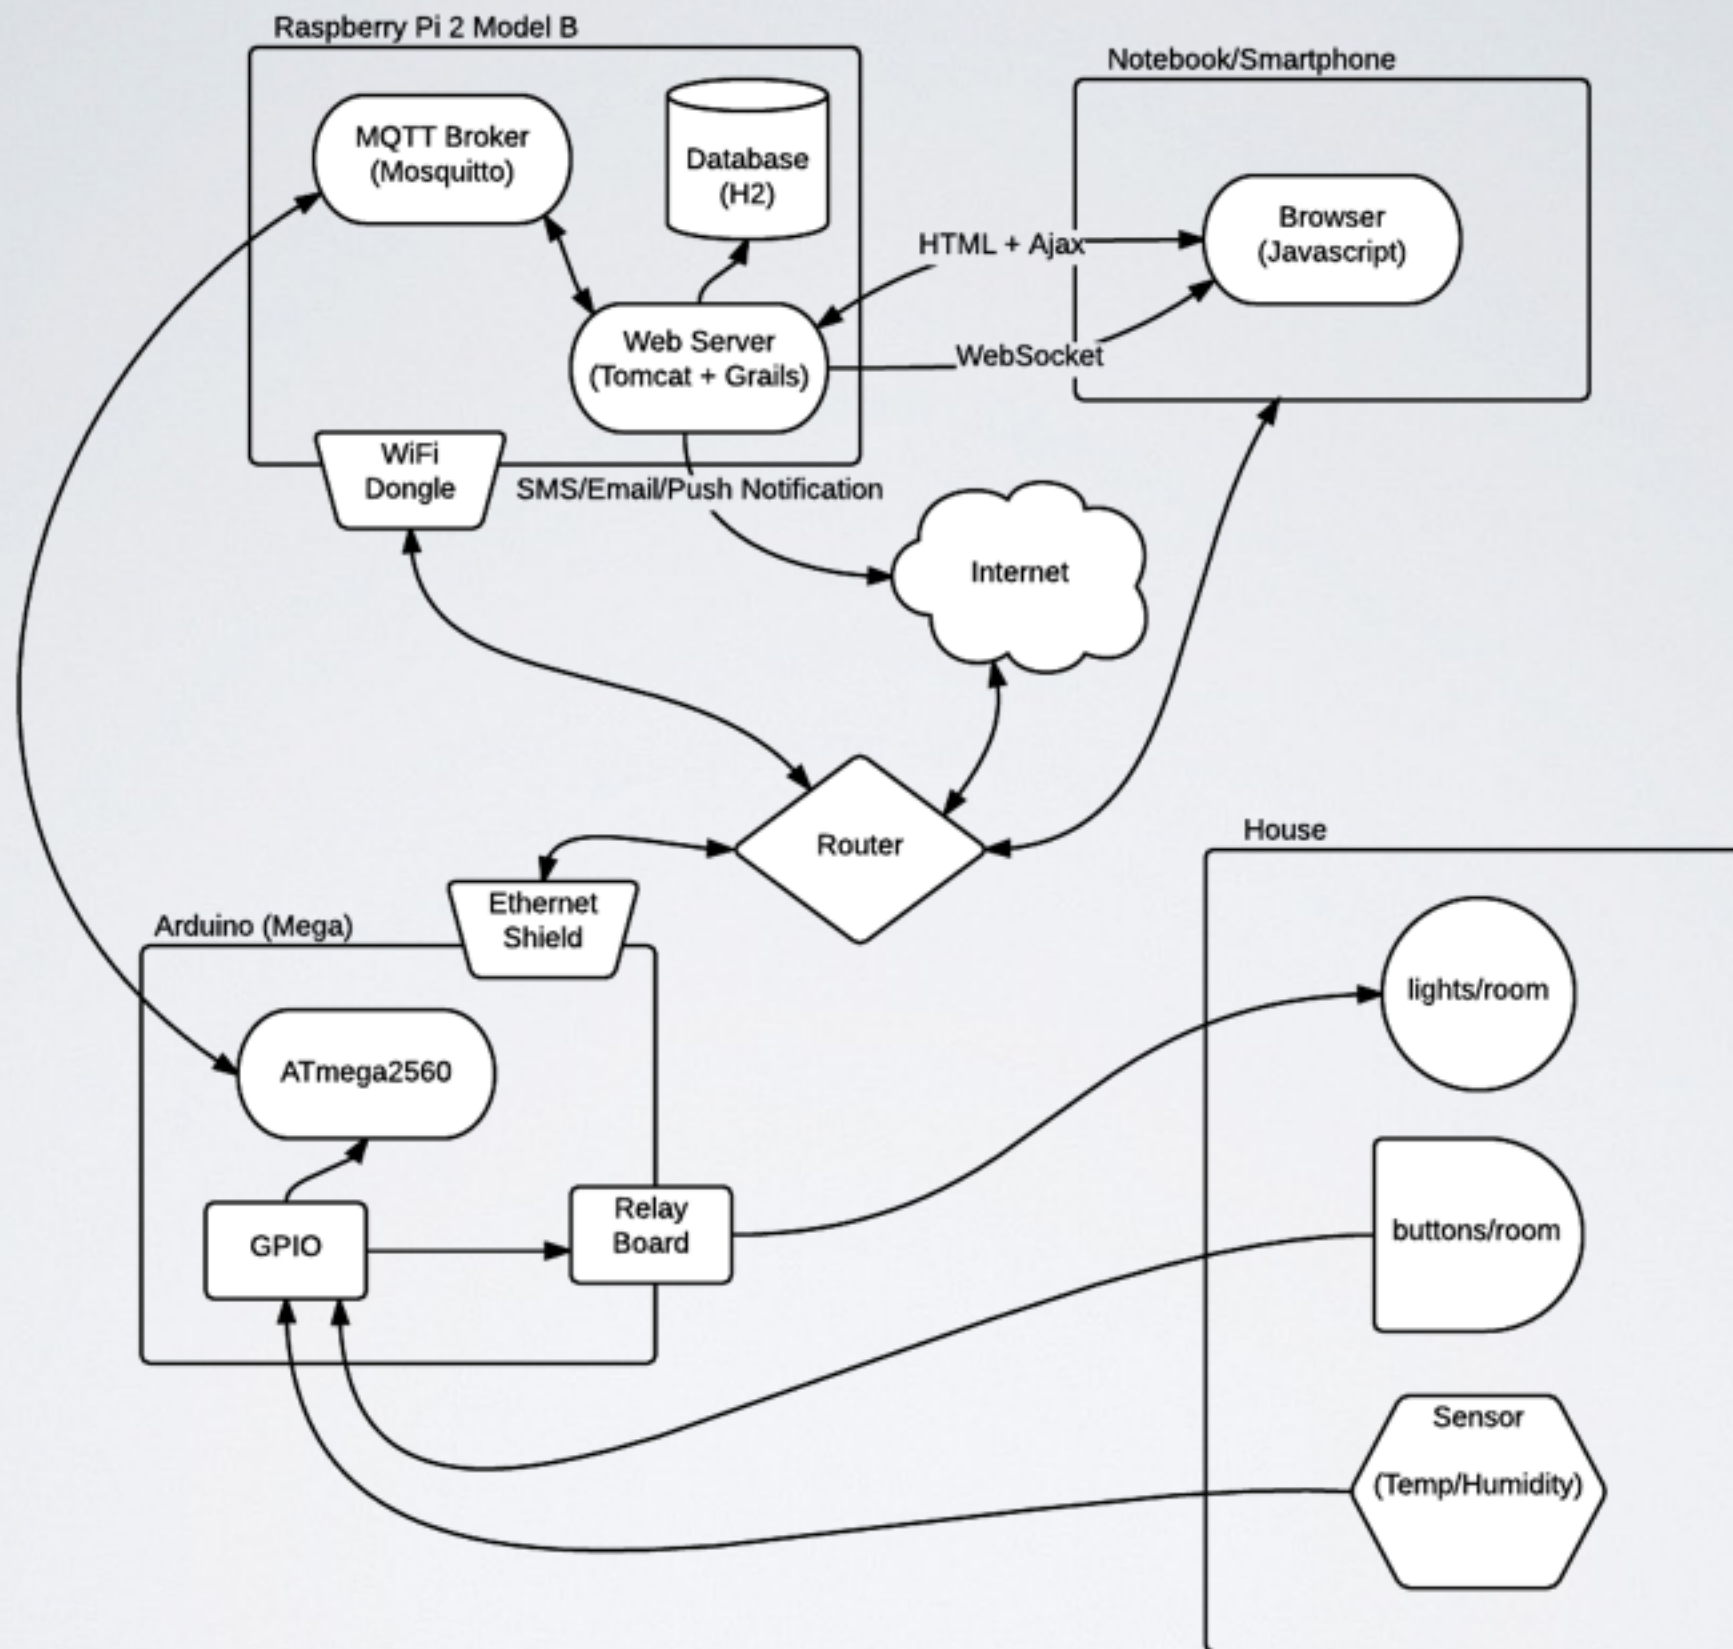 Raspberry Pi 2 Model B
Notebook/Smartphone
MQTT Broker
(Mosquitto)
Database
(H2)
Browser
(Javascript)
HTML + Ajax
Web Server
(Tomcat + Grails)
WebSocket
WiFi
Dongle
SMS/Email/Push Notification
Internet
Router
House
Ethernet
Shield
Arduino (Mega)
lights/room
ATmega2560
Relay
Board
GPIO
buttons/room
Sensor
(Temp/Humidity)